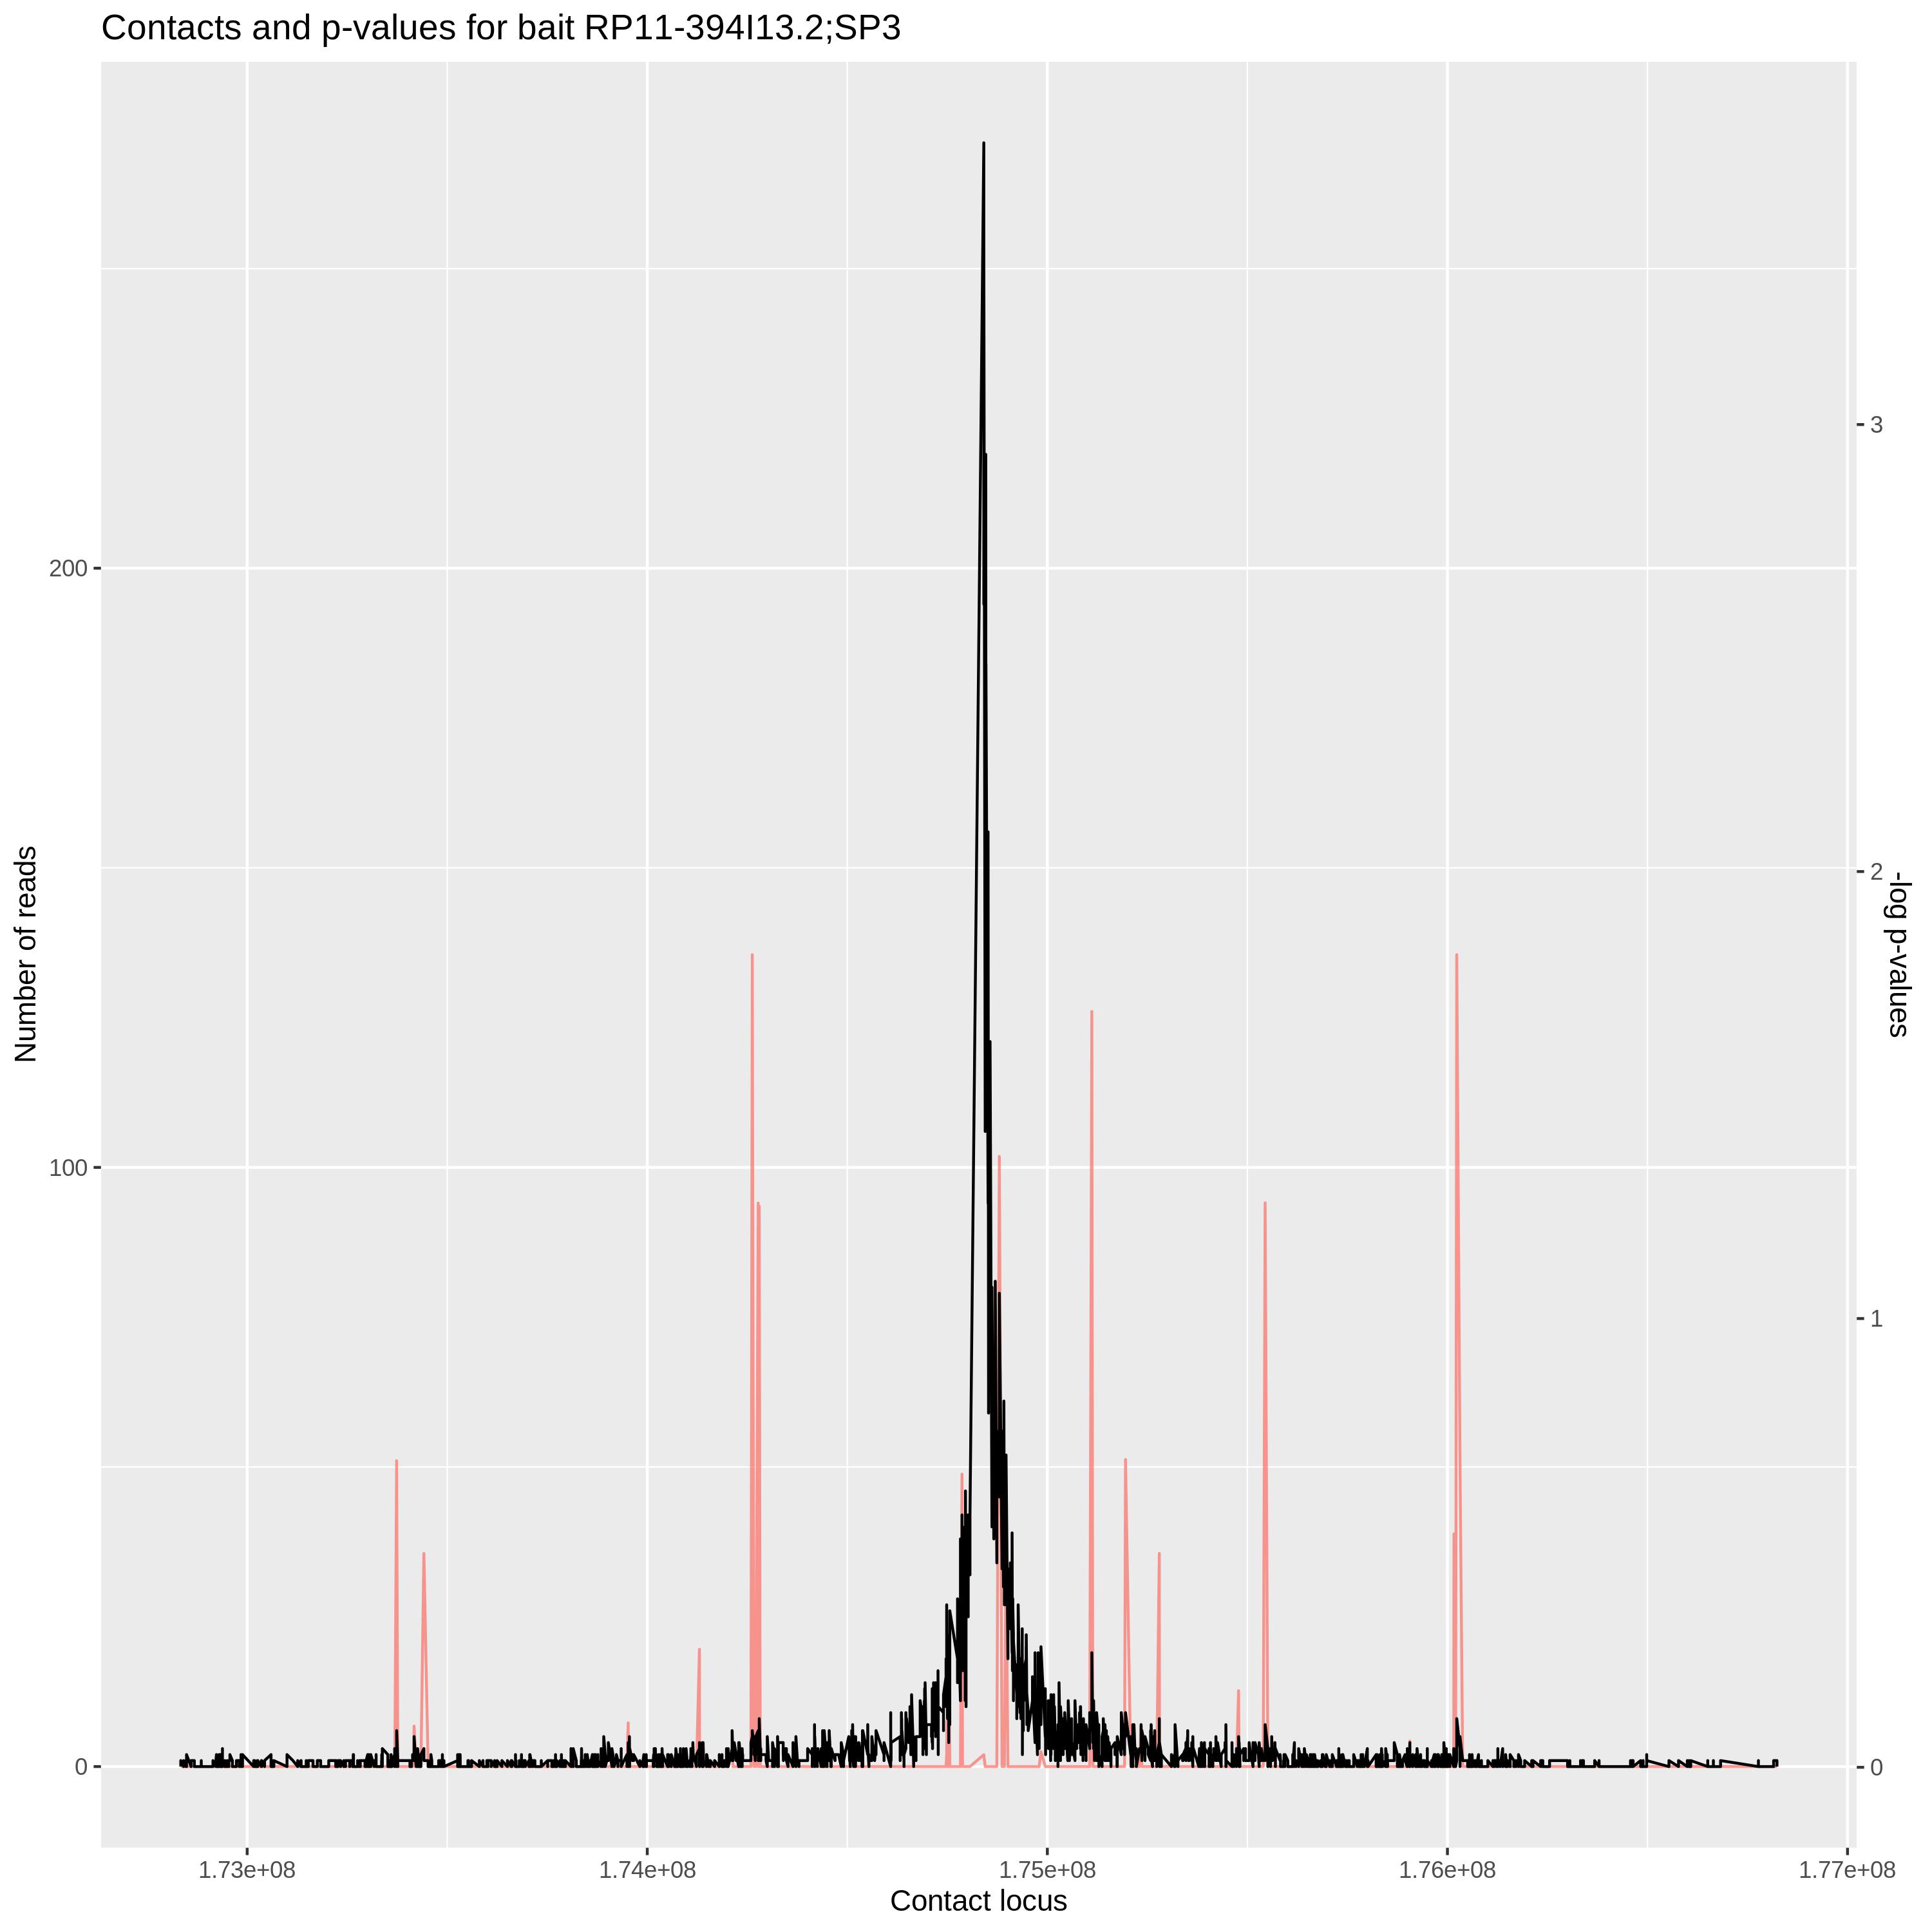 Contacts and p-values for bait RP11-394I13.2;SP3
Number of reads
200
100
0
3
2
1
0
-log p-values
1.73e+08 1.74e+08 1.75e+08 1.76e+08 1.77e+08
Contact locus